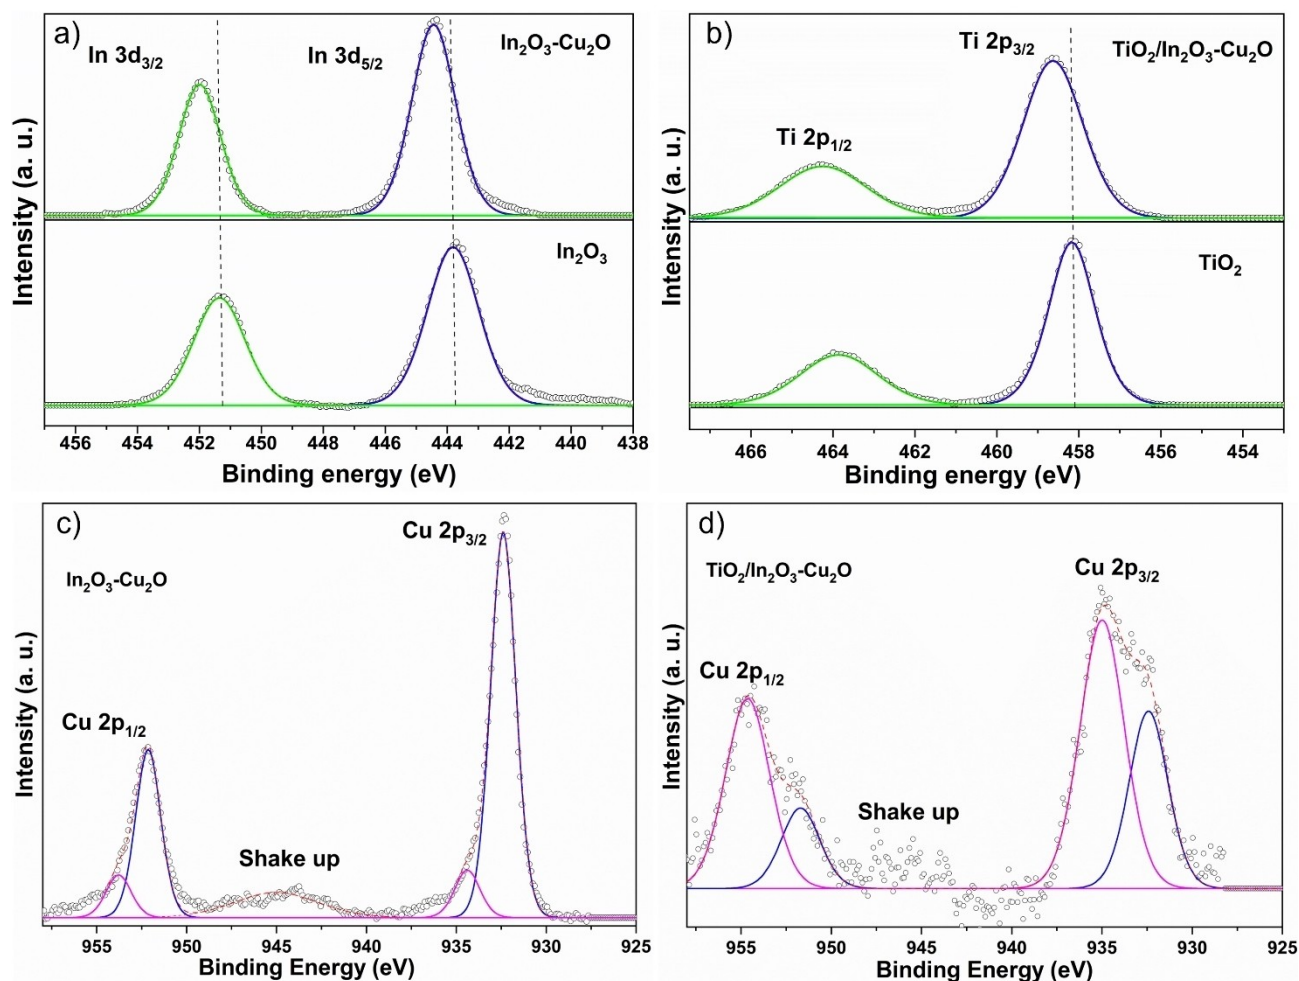 a)
In 3d3/2
In 3d5/2
In2O3-Cu2O
In2O3
Intensity (a. u.)
456 454 452 450 448 446 444 442 440 438
Binding energy (eV)
b)
Ti 2p3/2
TiO2/In2O3-Cu2O
Ti 2p1/2
TiO2
Intensity (a. u.)
466 464 462 460 458 456 454
Binding energy (eV)
c)
Cu 2p3/2
In2O3-Cu2O
Cu 2p1/2
Shake up
Intensity (a. u.)
955 950 945 940 935 930 925
Binding Energy (eV)
d)
TiO2/In2O3-Cu2O
Cu 2p3/2
Cu 2p1/2
Shake up
Intensity (a. u.)
955 950 945 940 935 930 925
Binding Energy (eV)